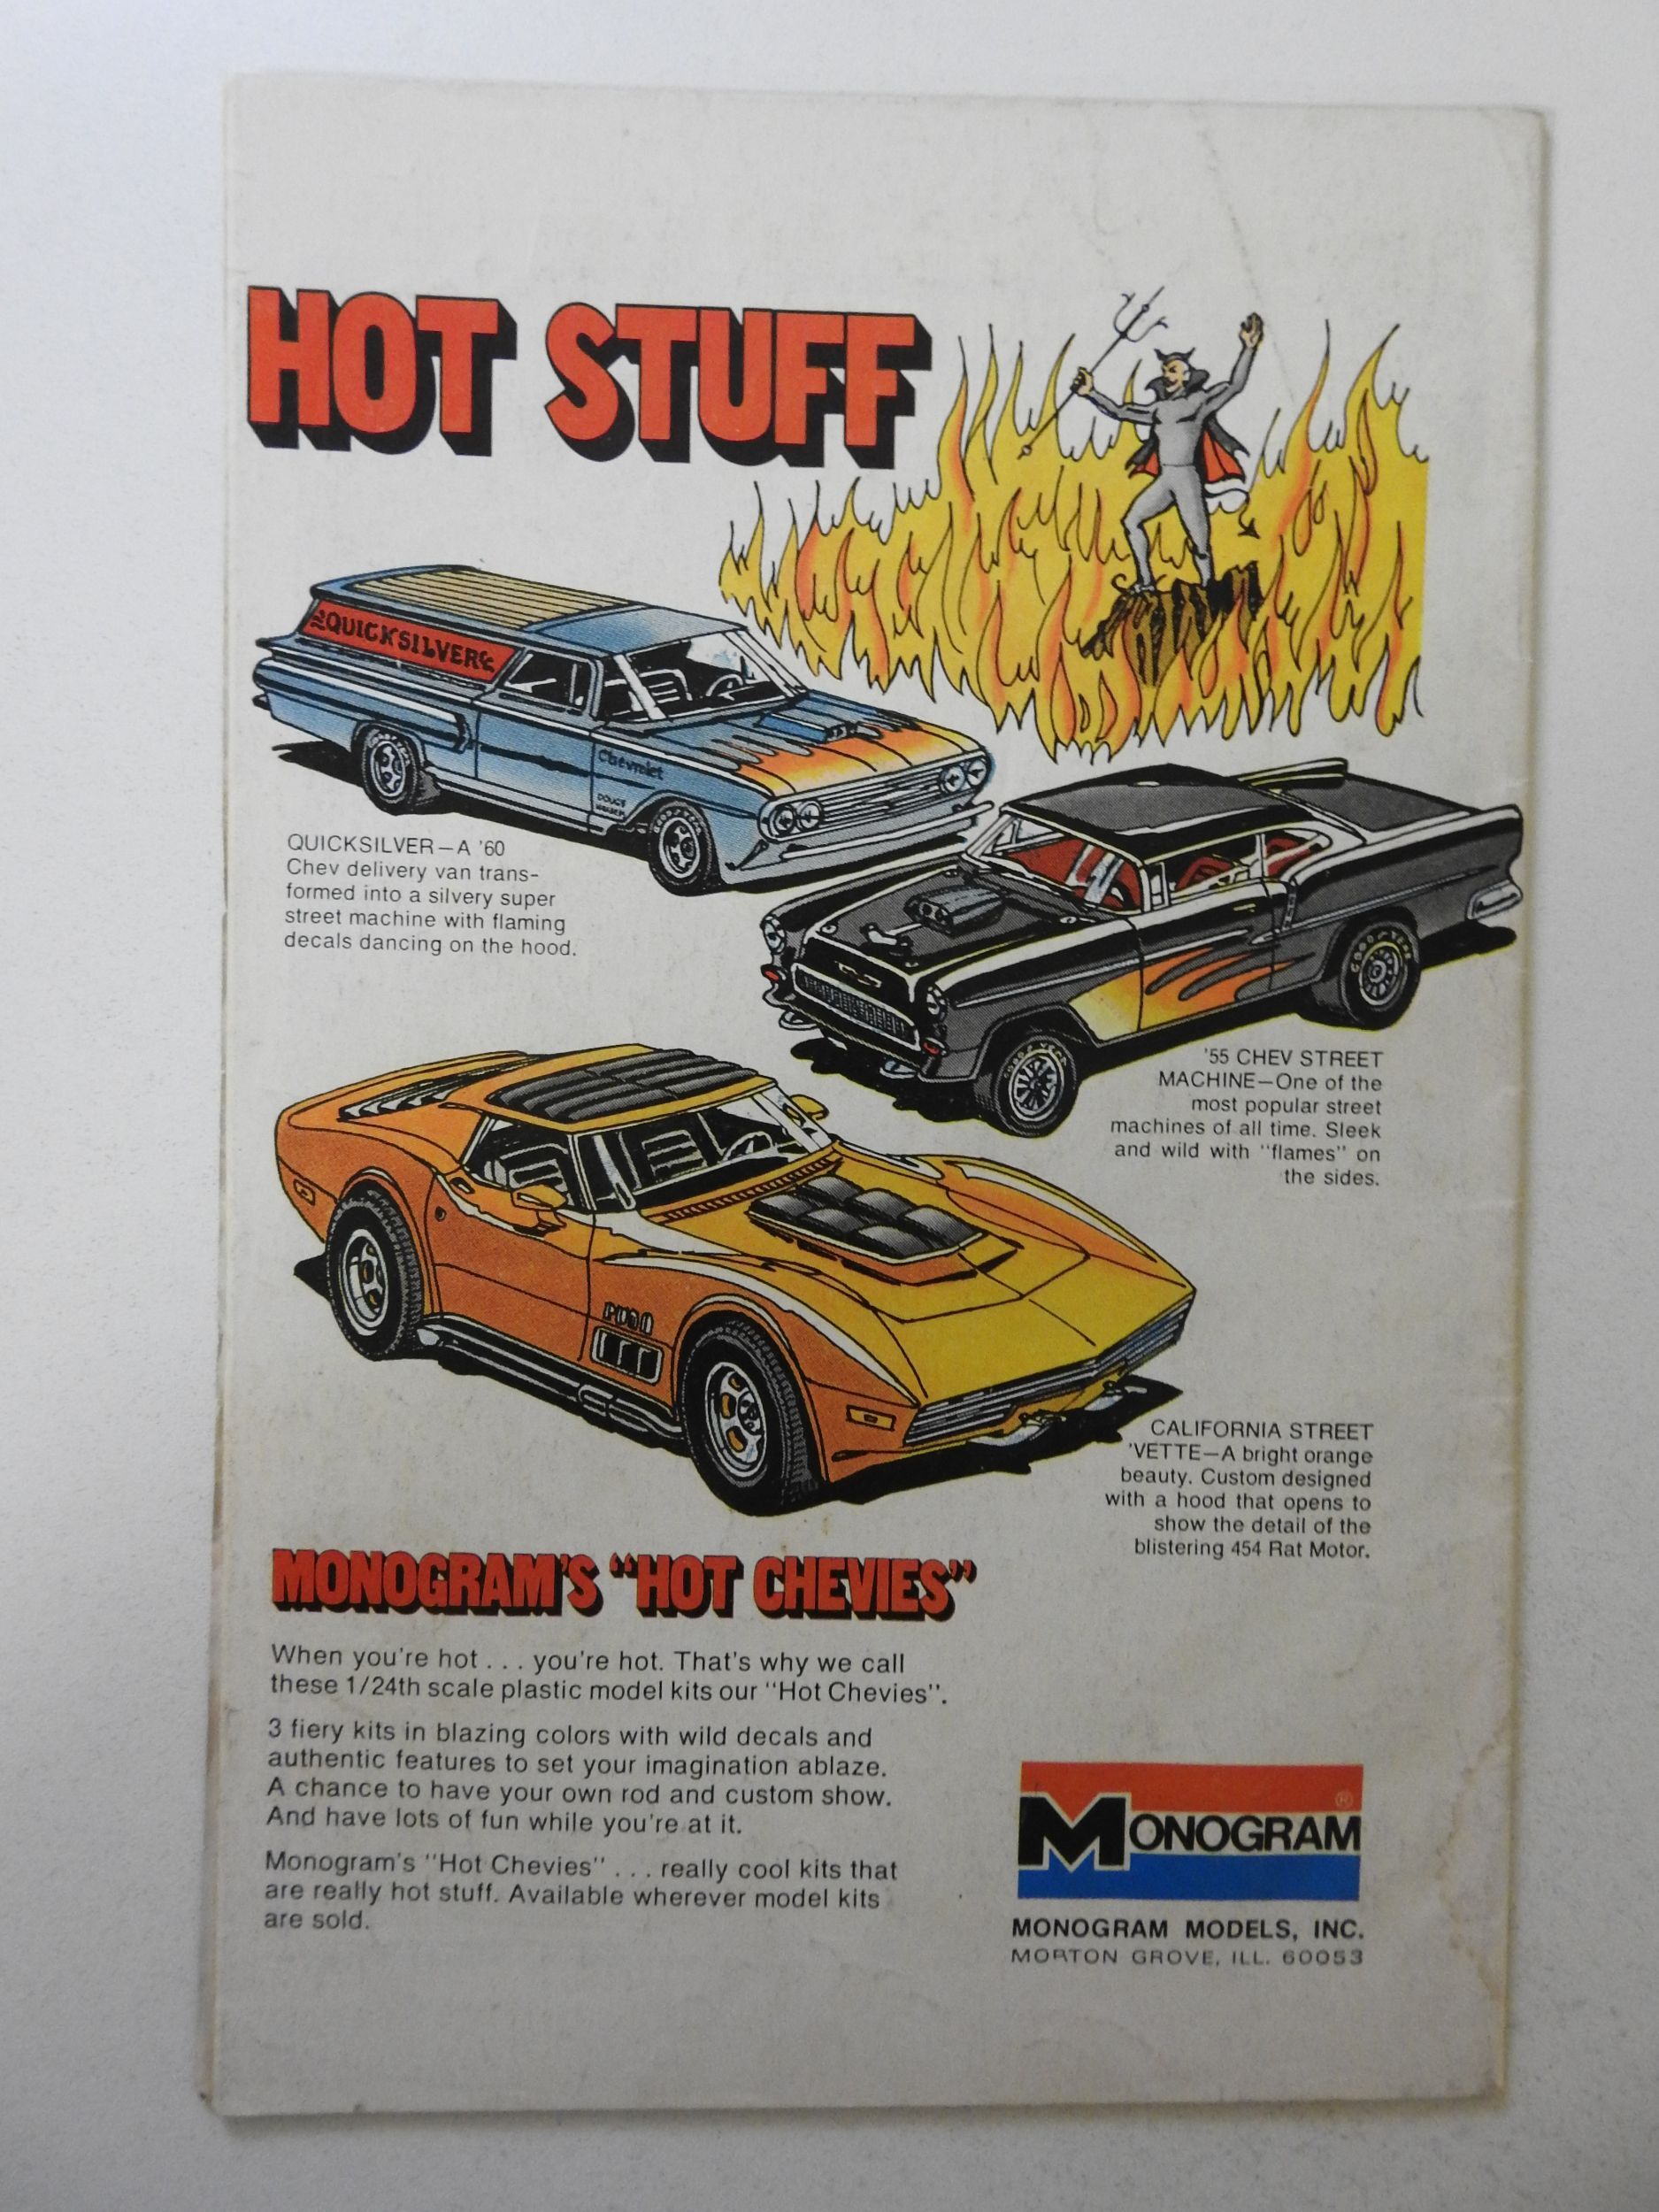 HOT STUFF
QUICKSILVER
Chevrolet
QUICKSILVER—A '60
Chev delivery van trans-
formed into a silvery super
street machine with flaming
decals dancing on the hood.
GOOD YEAR
GOOD YEAR
'55 CHEV STREET
MACHINE—One of the
most popular street
machines of all time. Sleek
and wild with "flames" on
the sides.
CALIFORNIA STREET
'VETTE—A bright orange
beauty. Custom designed
with a hood that opens to
show the detail of the
blistering 454 Rat Motor.
MONOGRAM'S "HOT CHEVIES"
When you're hot . . . you're hot. That's why we call
these 1/24th scale plastic model kits our "Hot Chevies".
3 fiery kits in blazing colors with wild decals and
authentic features to set your imagination ablaze.
A chance to have your own rod and custom show.
And have lots of fun while you're at it.
Monogram's "Hot Chevies" . . . really cool kits that
are really hot stuff. Available wherever model kits
are sold.
MONOGRAM ®
MONOGRAM MODELS, INC.
MORTON GROVE, ILL. 60053